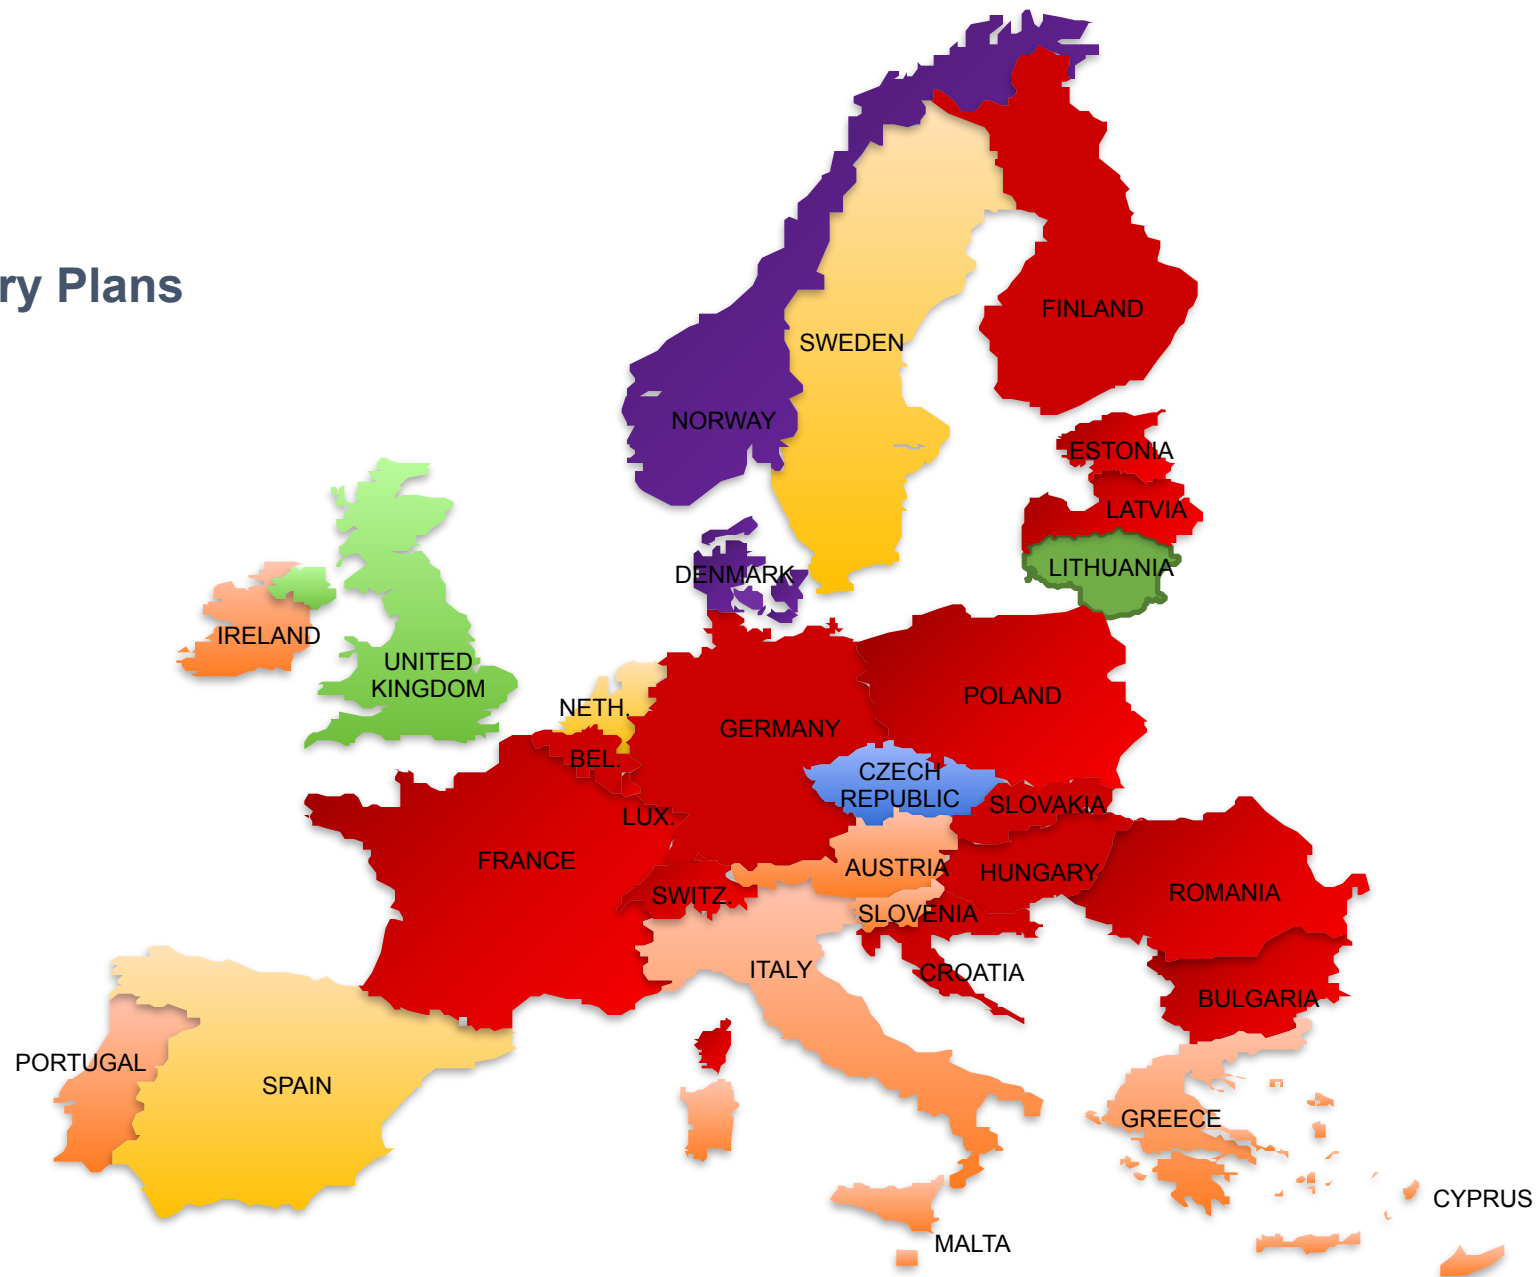 ry Plans
FINLAND
SWEDEN
NORWAY
ESTONIA
LATVIA
LITHUANIA
DENMARK
IRELAND
UNITED
KINGDOM
POLAND
NETH.
GERMANY
BEL.
CZECH
REPUBLIC
SLOVAKIA
LUX.
FRANCE
AUSTRIA
HUNGARY
SWITZ.
ROMANIA
SLOVENIA
ITALY
CROATIA
BULGARIA
PORTUGAL
SPAIN
GREECE
CYPRUS
MALTA